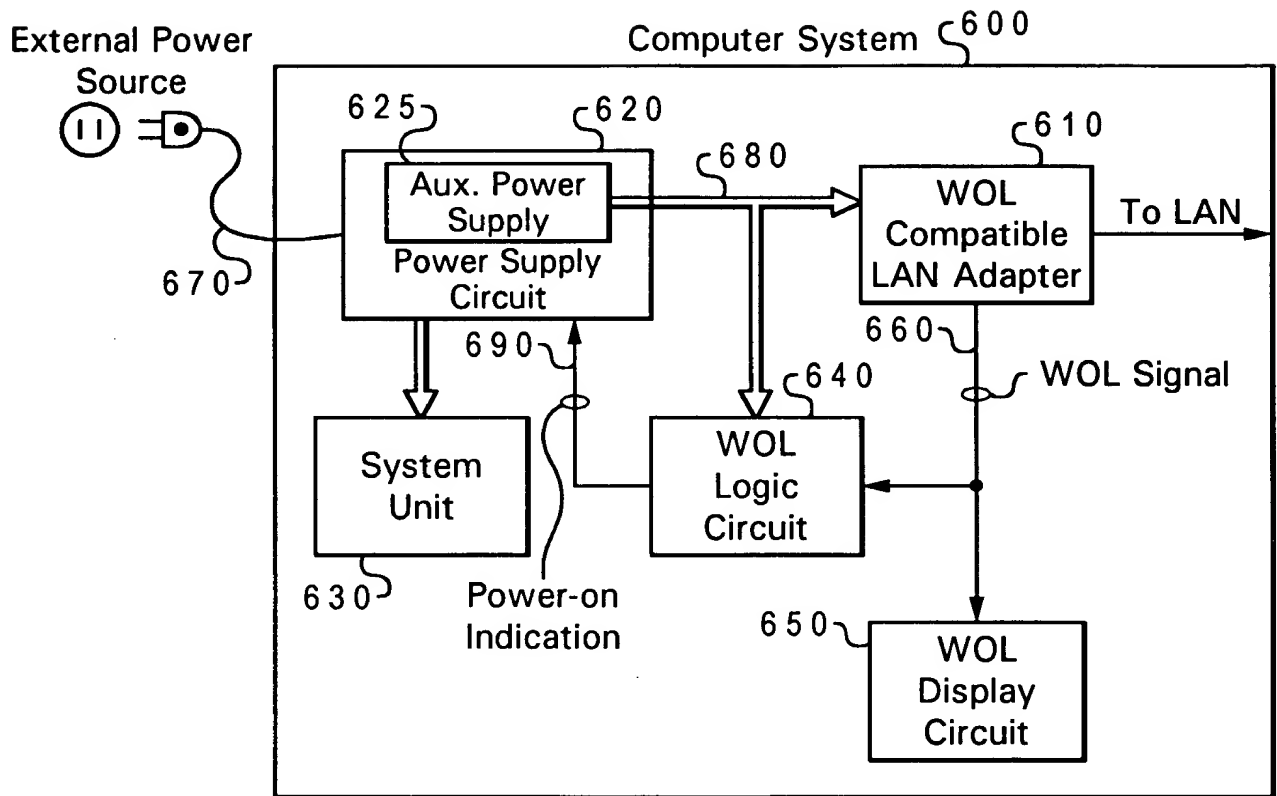 External Power
Source
Computer System
600
625
620
680
610
Aux. Power
Supply
Power Supply
Circuit
WOL
Compatible
LAN Adapter
To LAN
670
690
660
640
WOL Signal
System
Unit
WOL
Logic
Circuit
630
Power-on
Indication
650
WOL
Display
Circuit